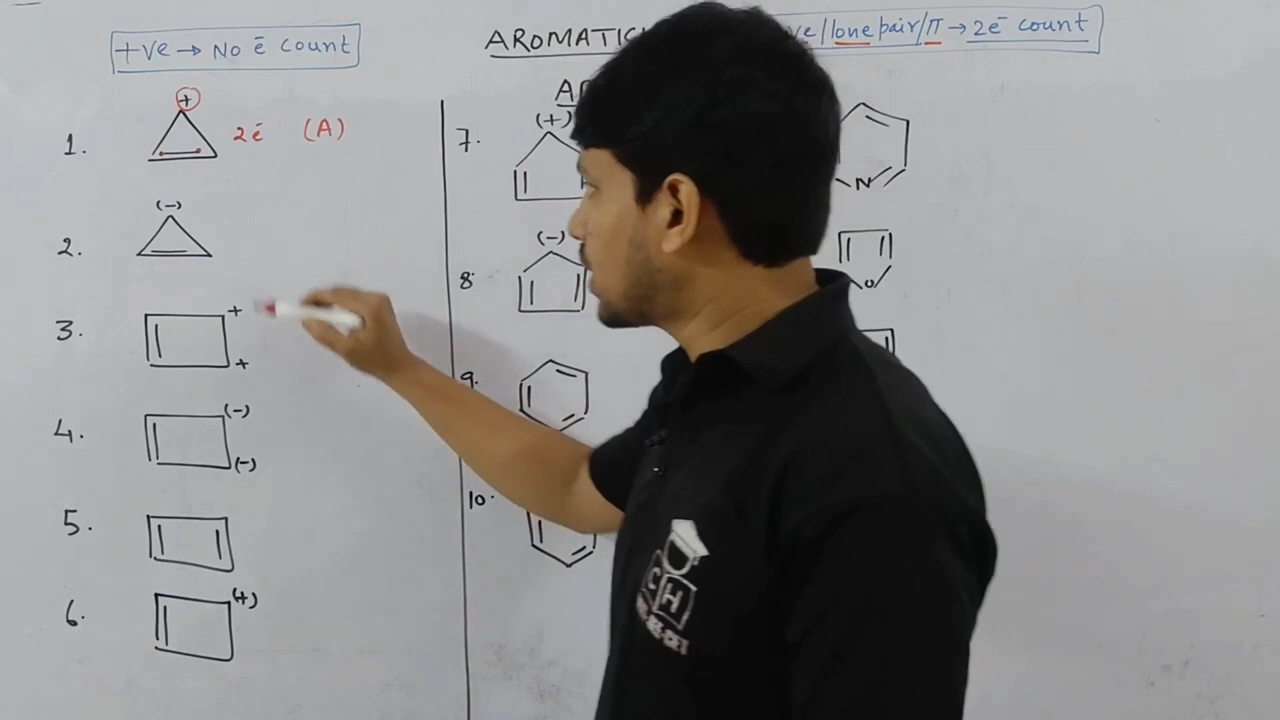 +ve → No ē count
AROMATIC
ve/lone pair/π → 2ē count
1.
+
2ē (A)
2.
(-)
3.
+
+
4.
(-)
(-)
5.
6.
(+)
7.
(+)
8.
(-)
9.
10.
N
O
C
H